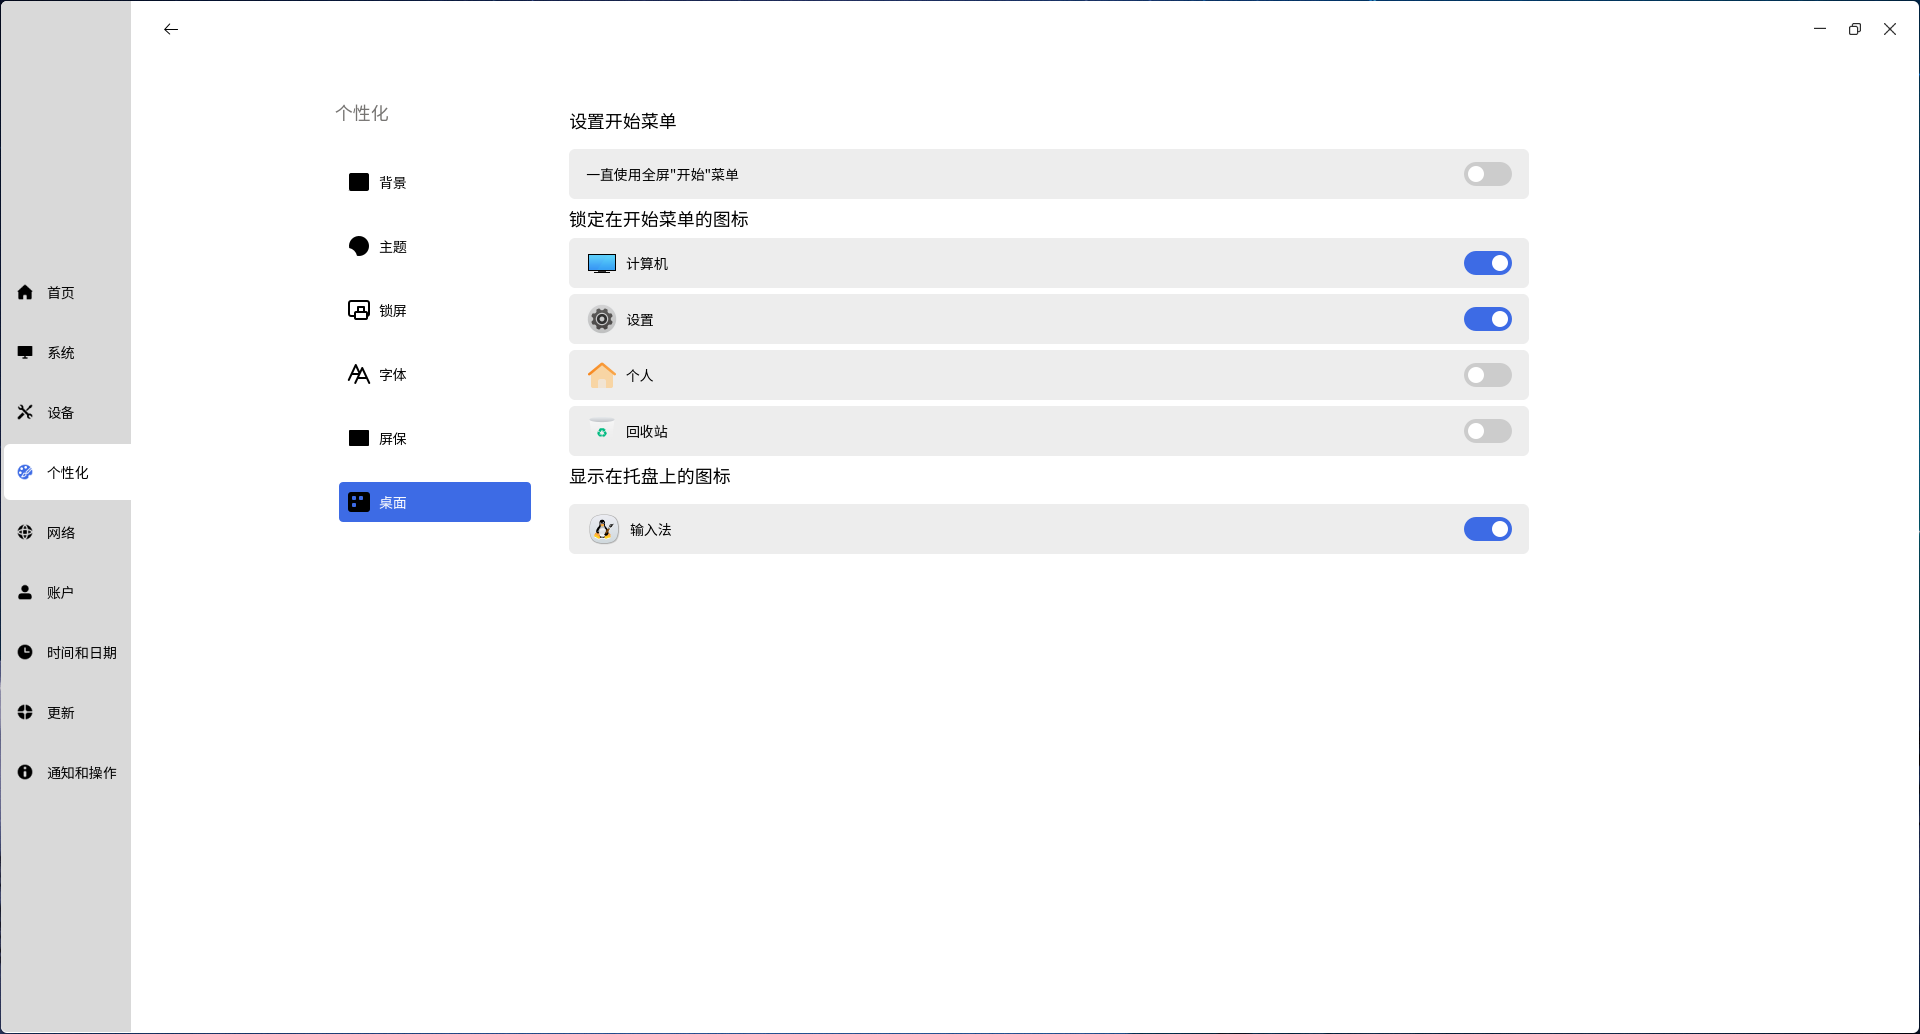 个性化
背景
主题
锁屏
字体
屏保
桌面
首页
系统
设备
个性化
网络
账户
时间和日期
更新
通知和操作
设置开始菜单
一直使用全屏"开始"菜单
锁定在开始菜单的图标
计算机
设置
个人
回收站
显示在托盘上的图标
输入法